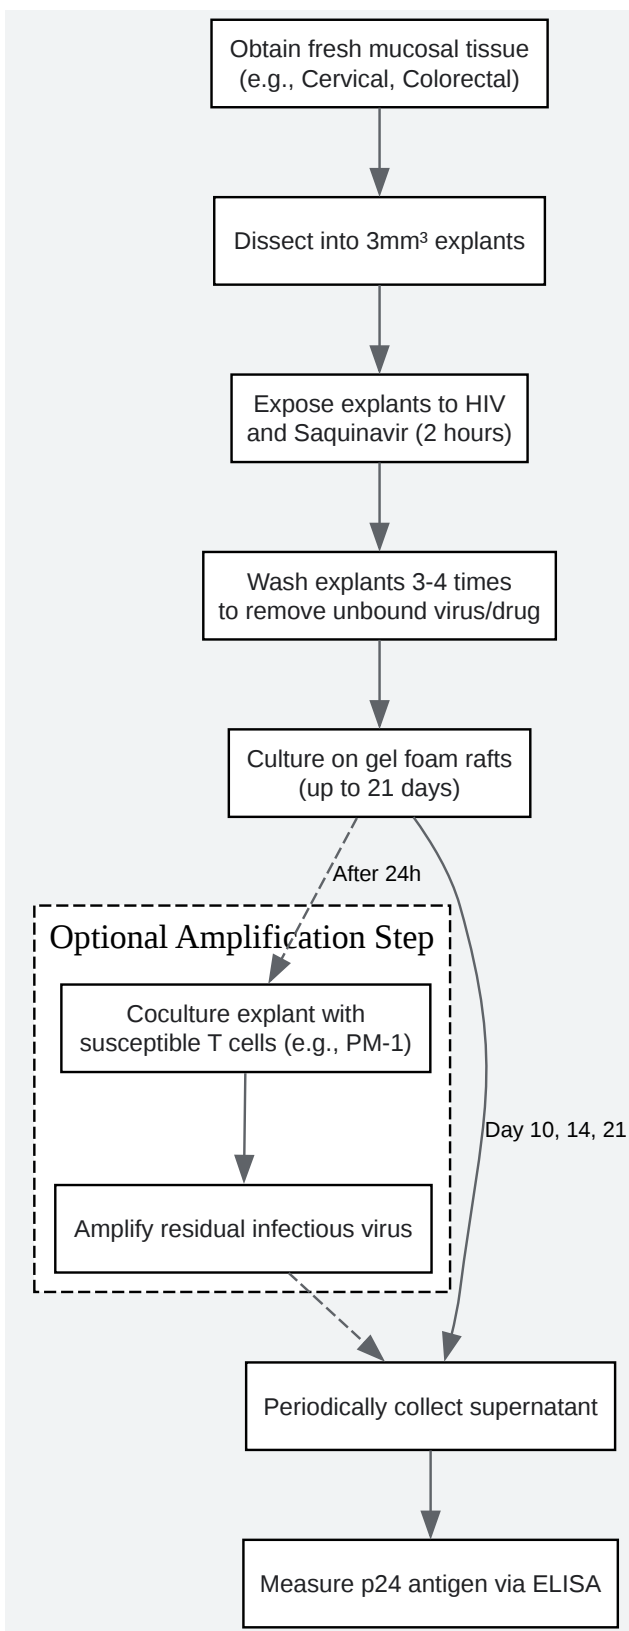 Obtain fresh mucosal tissue
(e.g., Cervical, Colorectal)
Dissect into 3mm³ explants
Expose explants to HIV
and Saquinavir (2 hours)
Wash explants 3-4 times
to remove unbound virus/drug
Culture on gel foam rafts
(up to 21 days)
After 24h
Optional Amplification Step
Coculture explant with
susceptible T cells (e.g., PM-1)
Day 10, 14, 21
Amplify residual infectious virus
Periodically collect supernatant
Measure p24 antigen via ELISA